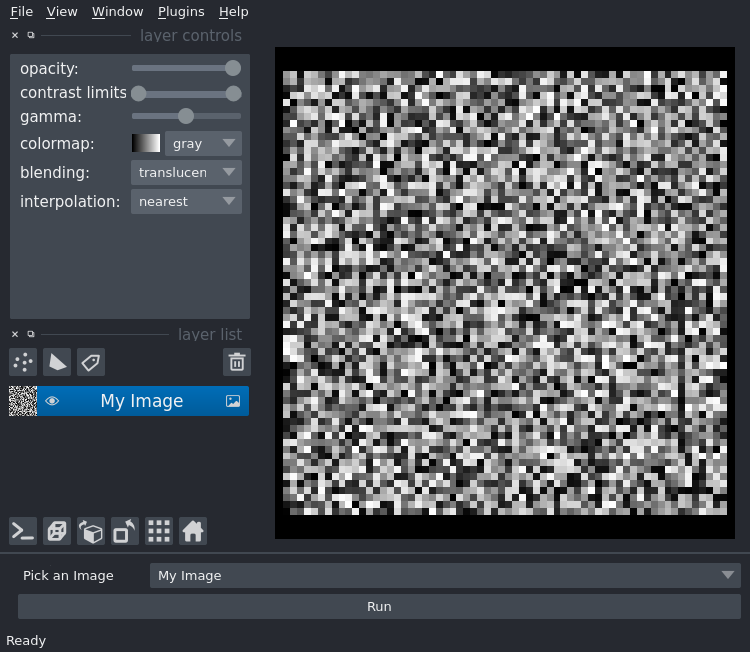 File View Window Plugins Help
layer controls
opacity:
contrast limits
gamma:
colormap: gray
blending: translucen
interpolation: nearest
layer list
My Image
Pick an Image My Image
Run
Ready